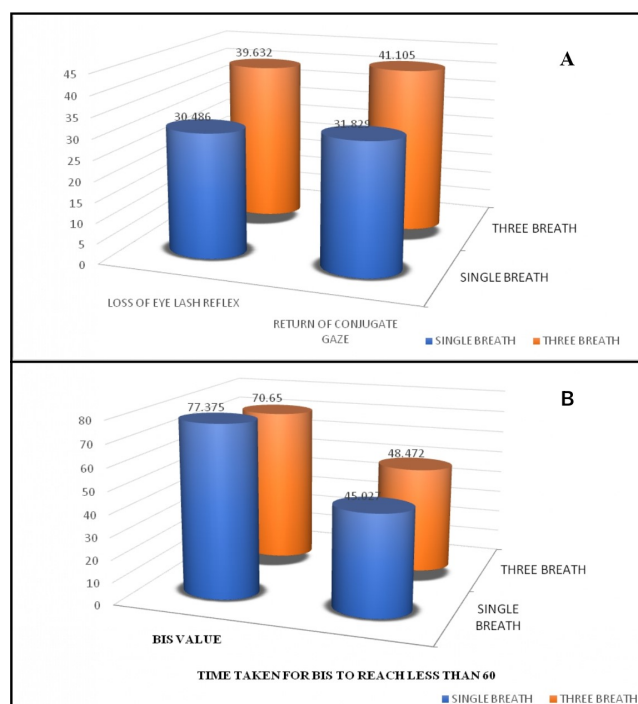 A
39.632
41.105
30.486
31.829
45
40
35
30
25
20
15
10
5
0
THREE BREATH
SINGLE BREATH
LOSS OF EYE LASH REFLEX
RETURN OF CONJUGATE
GAZE
SINGLE BREATH THREE BREATH
B
77.375
70.65
48.472
45.027
80
70
60
50
40
30
20
10
0
THREE BREATH
SINGLE
BREATH
BIS VALUE
TIME TAKEN FOR BIS TO REACH LESS THAN 60
SINGLE BREATH THREE BREATH